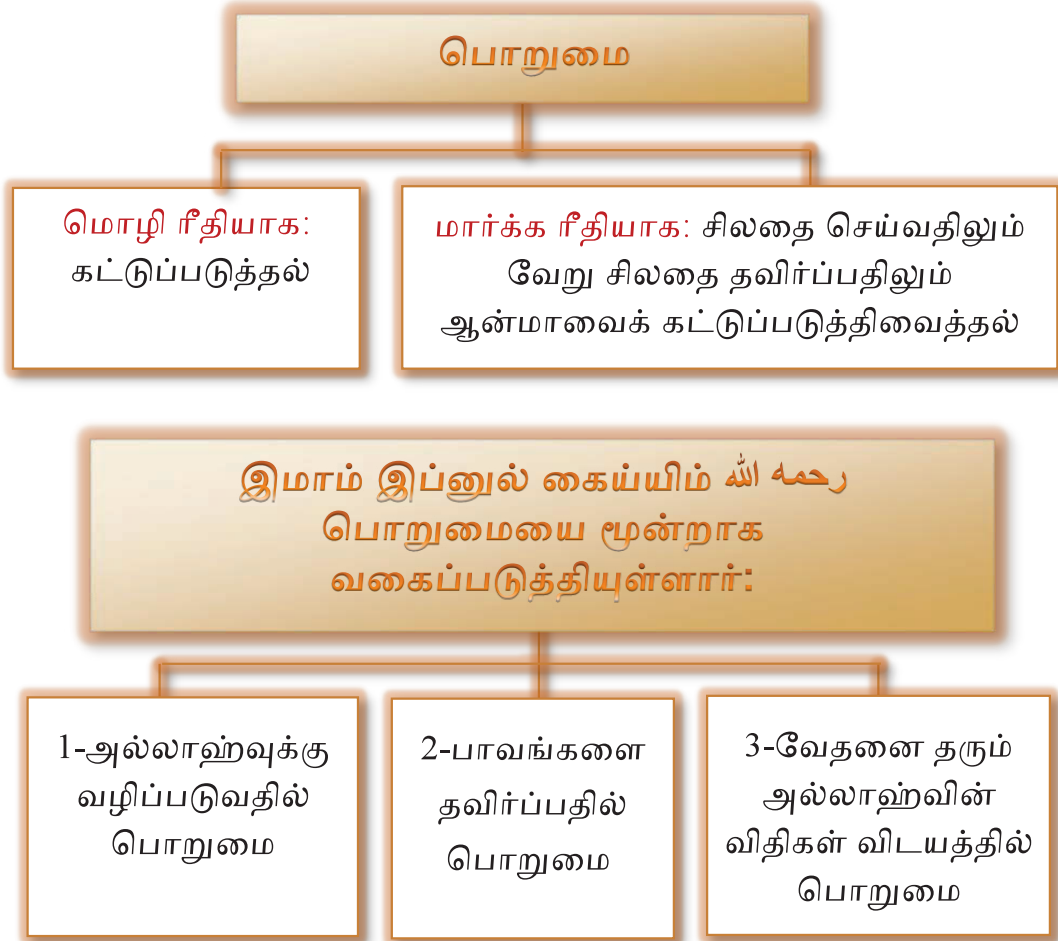 பொறுமை
மொழி ரீதியாக:
கட்டுப்படுத்தல்
மார்க்க ரீதியாக: சிலதை செய்வதிலும்
வேறு சிலதை தவிர்ப்பதிலும்
ஆன்மாவைக் கட்டுப்படுத்திவைத்தல்
இமாம் இப்னுல் கைய்யிம் رحمه الله
பொறுமையை மூன்றாக
வகைப்படுத்தியுள்ளார்:
1-அல்லாஹ்வுக்கு
வழிப்படுவதில்
பொறுமை
2-பாவங்களை
தவிர்ப்பதில்
பொறுமை
3-வேதனை தரும்
அல்லாஹ்வின்
விதிகள் விடயத்தில்
பொறுமை